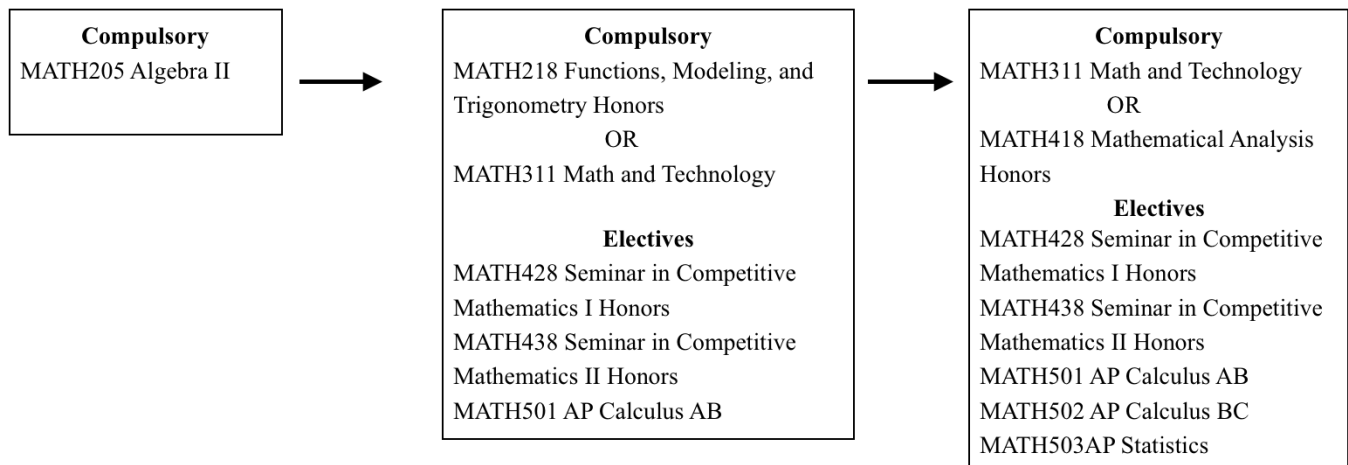 Compulsory
MATH205 Algebra II
Compulsory
MATH218 Functions, Modeling, and
Trigonometry Honors
OR
MATH311 Math and Technology
Electives
MATH428 Seminar in Competitive
Mathematics I Honors
MATH438 Seminar in Competitive
Mathematics II Honors
MATH501 AP Calculus AB
Compulsory
MATH311 Math and Technology
OR
MATH418 Mathematical Analysis
Honors
Electives
MATH428 Seminar in Competitive
Mathematics I Honors
MATH438 Seminar in Competitive
Mathematics II Honors
MATH501 AP Calculus AB
MATH502 AP Calculus BC
MATH503AP Statistics